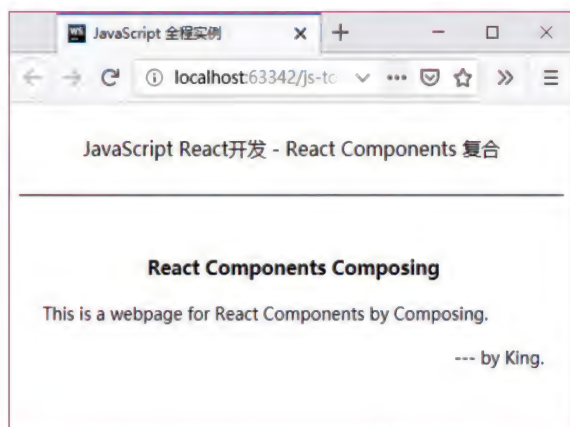 JavaScript 全程实例
localhost:63342/js-to
JavaScript React开发 - React Components 复合
React Components Composing
This is a webpage for React Components by Composing.
--- by King.